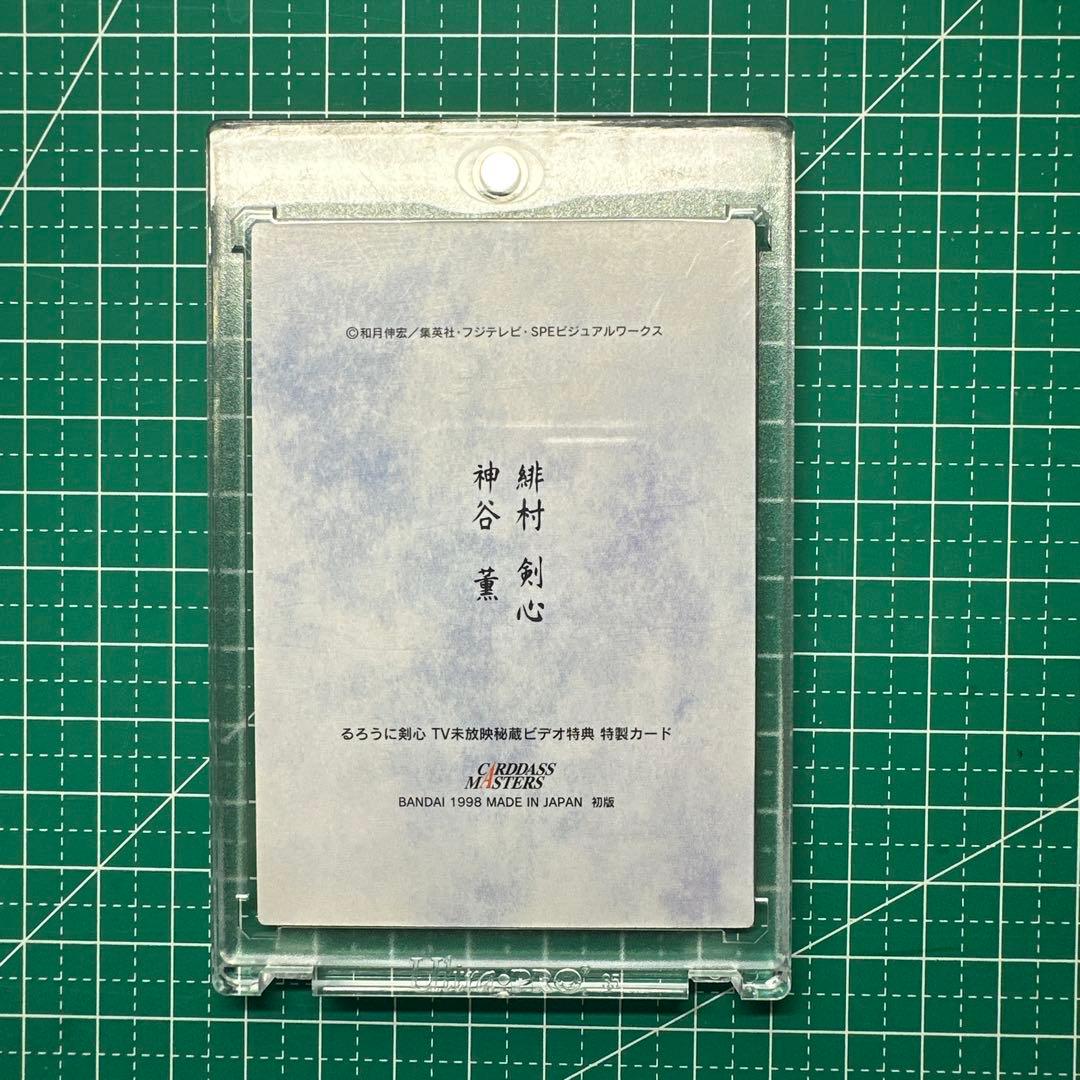 ©和月伸宏／集英社・フジテレビ・SPEビジュアルワークス
緋村 剣心
神谷 薫
るろうに剣心 TV未放映秘蔵ビデオ特典 特製カード
CARDDASS
MASTERS
BANDAI 1998 MADE IN JAPAN 初版
Ultra•PRO 35